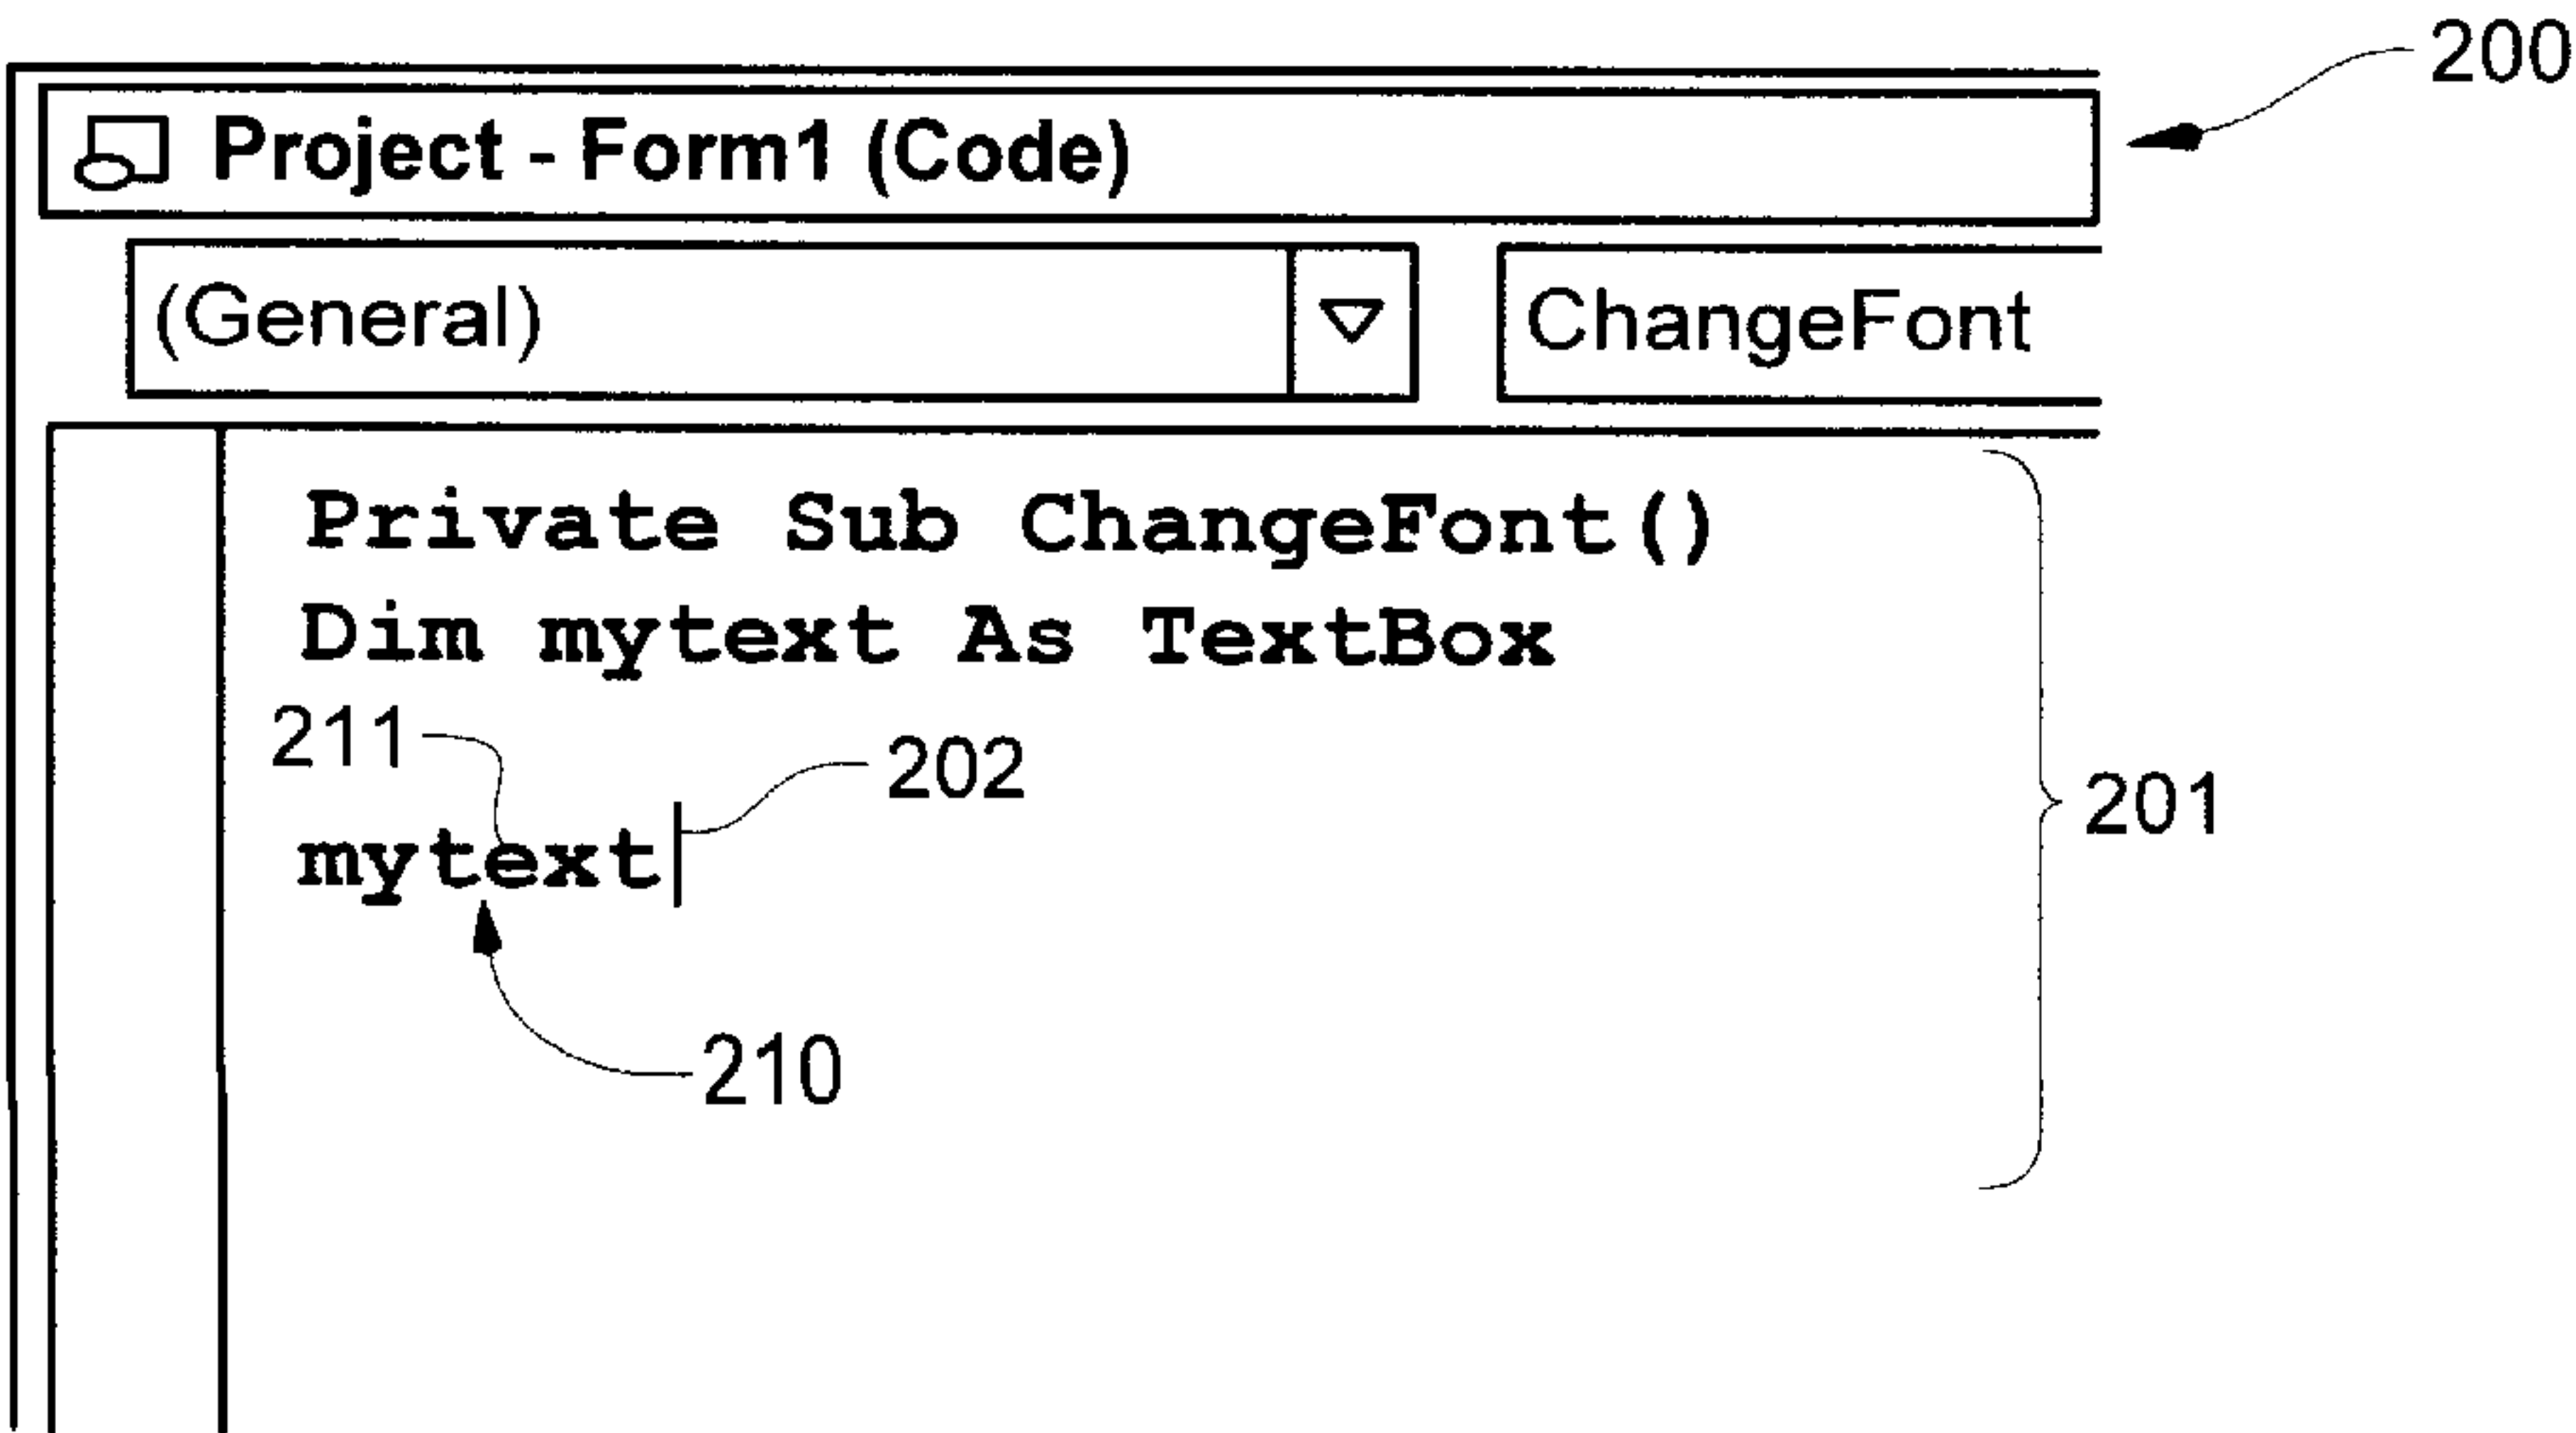 200
Project - Form1 (Code)
(General)
ChangeFont
Private Sub ChangeFont()
Dim mytext As TextBox
211
202
mytext
201
210